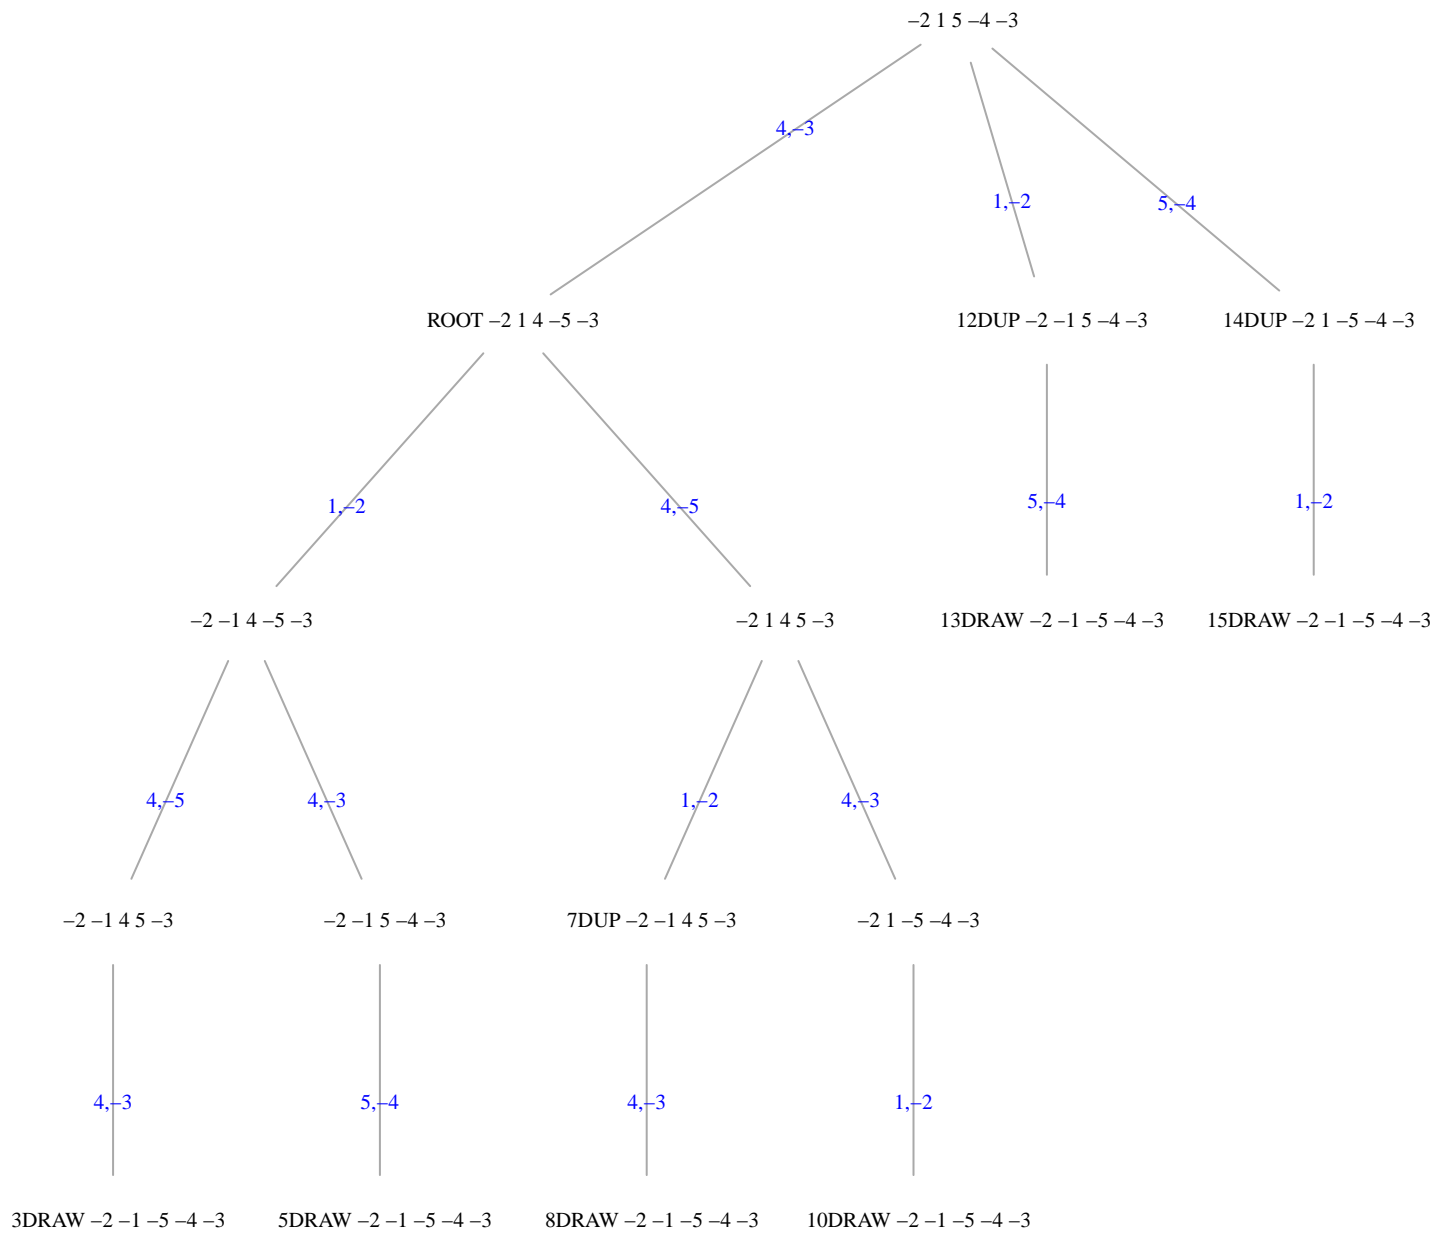 –2 1 5 –4 –3
4,–3
1,–2
5,–4
ROOT –2 1 4 –5 –3
12DUP –2 –1 5 –4 –3
14DUP –2 1 –5 –4 –3
1,–2
4,–5
5,–4
1,–2
–2 –1 4 –5 –3
–2 1 4 5 –3
13DRAW –2 –1 –5 –4 –3
15DRAW –2 –1 –5 –4 –3
4,–5
4,–3
1,–2
4,–3
–2 –1 4 5 –3
–2 –1 5 –4 –3
7DUP –2 –1 4 5 –3
–2 1 –5 –4 –3
4,–3
5,–4
4,–3
1,–2
3DRAW –2 –1 –5 –4 –3
5DRAW –2 –1 –5 –4 –3
8DRAW –2 –1 –5 –4 –3
10DRAW –2 –1 –5 –4 –3